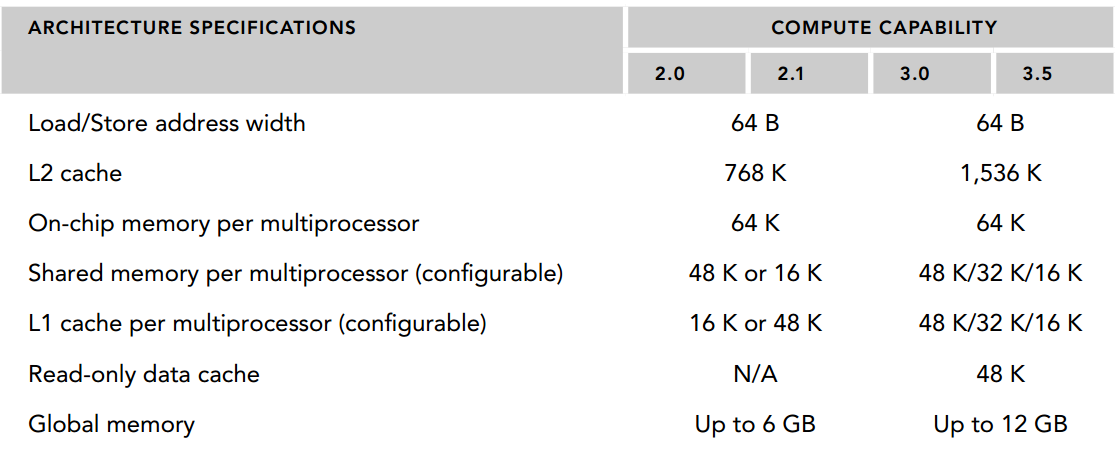 ARCHITECTURE SPECIFICATIONS COMPUTE CAPABILITY
2.0 2.1 3.0 3.5
Load/Store address width 64 B 64 B
L2 cache 768 K 1,536 K
On-chip memory per multiprocessor 64 K 64 K
Shared memory per multiprocessor (configurable) 48 K or 16 K 48 K/32 K/16 K
L1 cache per multiprocessor (configurable) 16 K or 48 K 48 K/32 K/16 K
Read-only data cache N/A 48 K
Global memory Up to 6 GB Up to 12 GB